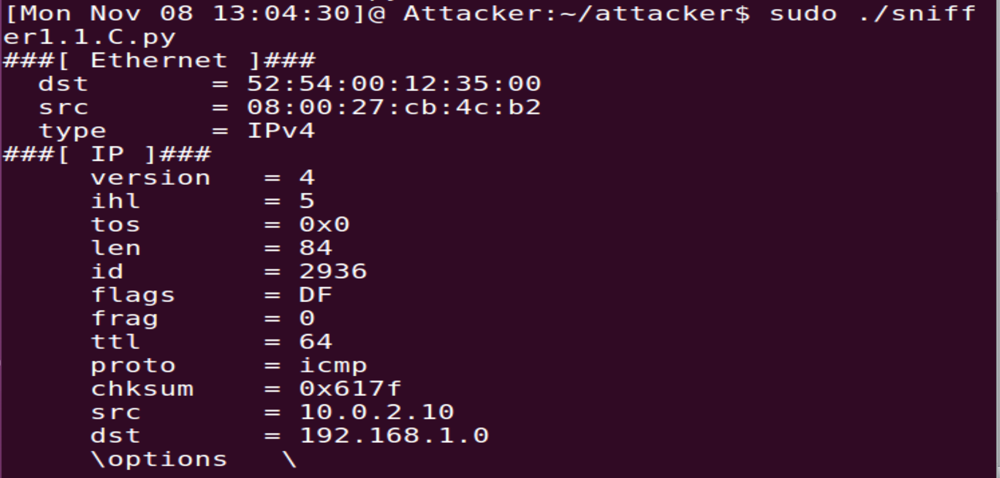 [Mon Nov 08 13:04:30]@ Attacker:~/attacker$ sudo ./sniff
er1.1.C.py
###[ Ethernet ]###
  dst       = 52:54:00:12:35:00
  src       = 08:00:27:cb:4c:b2
  type      = IPv4
###[ IP ]###
     version   = 4
     ihl       = 5
     tos       = 0x0
     len       = 84
     id        = 2936
     flags     = DF
     frag      = 0
     ttl       = 64
     proto     = icmp
     chksum    = 0x617f
     src       = 10.0.2.10
     dst       = 192.168.1.0
     \options   \